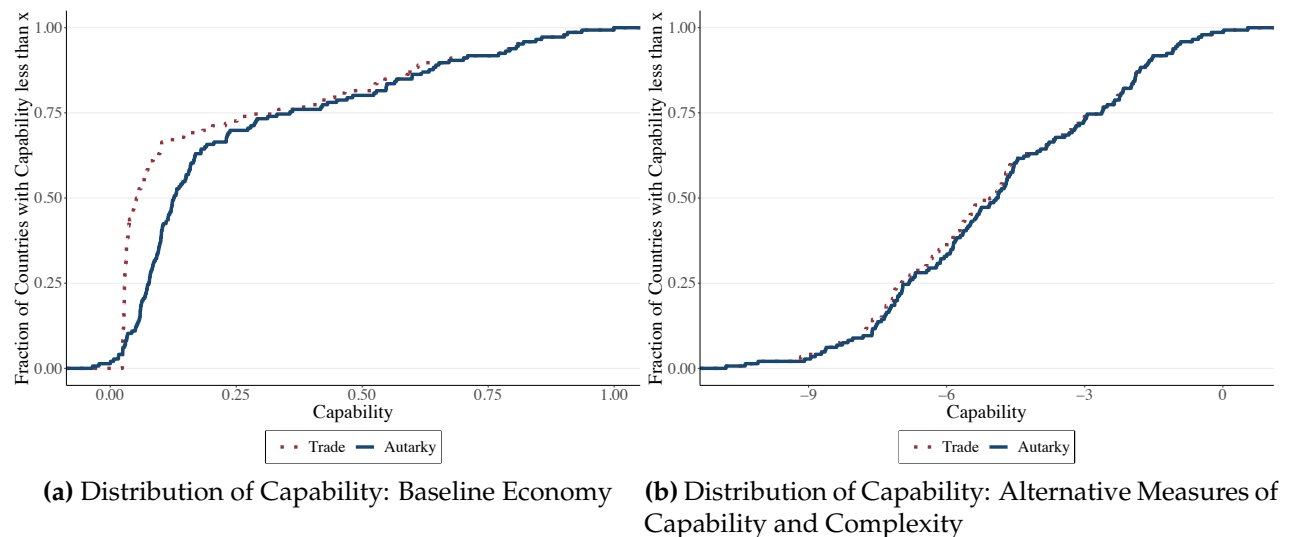 Fraction of Countries with Capability less than x
1.00
0.75
0.50
0.25
0.00
0.00 0.25 0.50 0.75 1.00
Capability
Trade Autarky
(a) Distribution of Capability: Baseline Economy
Fraction of Countries with Capability less than x
1.00
0.75
0.50
0.25
0.00
−9 −6 −3 0
Capability
Trade Autarky
(b) Distribution of Capability: Alternative Measures of
Capability and Complexity